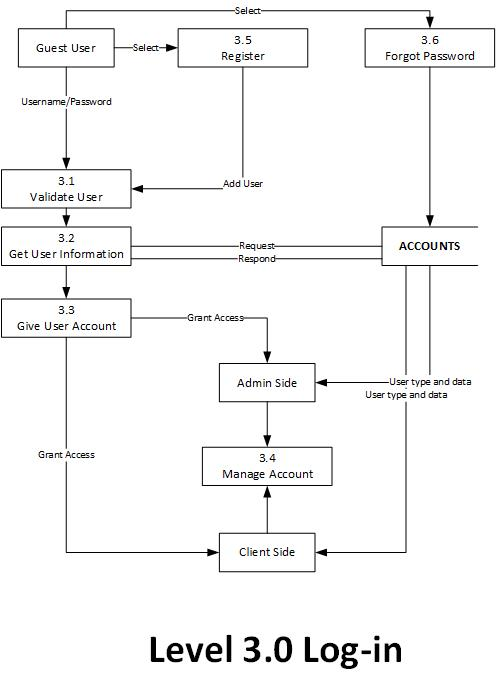 Select
Guest User
Select
3.5
Register
3.6
Forgot Password
Username/Password
3.1
Validate User
Add User
3.2
Get User Information
Request
Respond
ACCOUNTS
3.3
Give User Account
Grant Access
Admin Side
User type and data
User type and data
3.4
Manage Account
Grant Access
Client Side
Level 3.0 Log-in